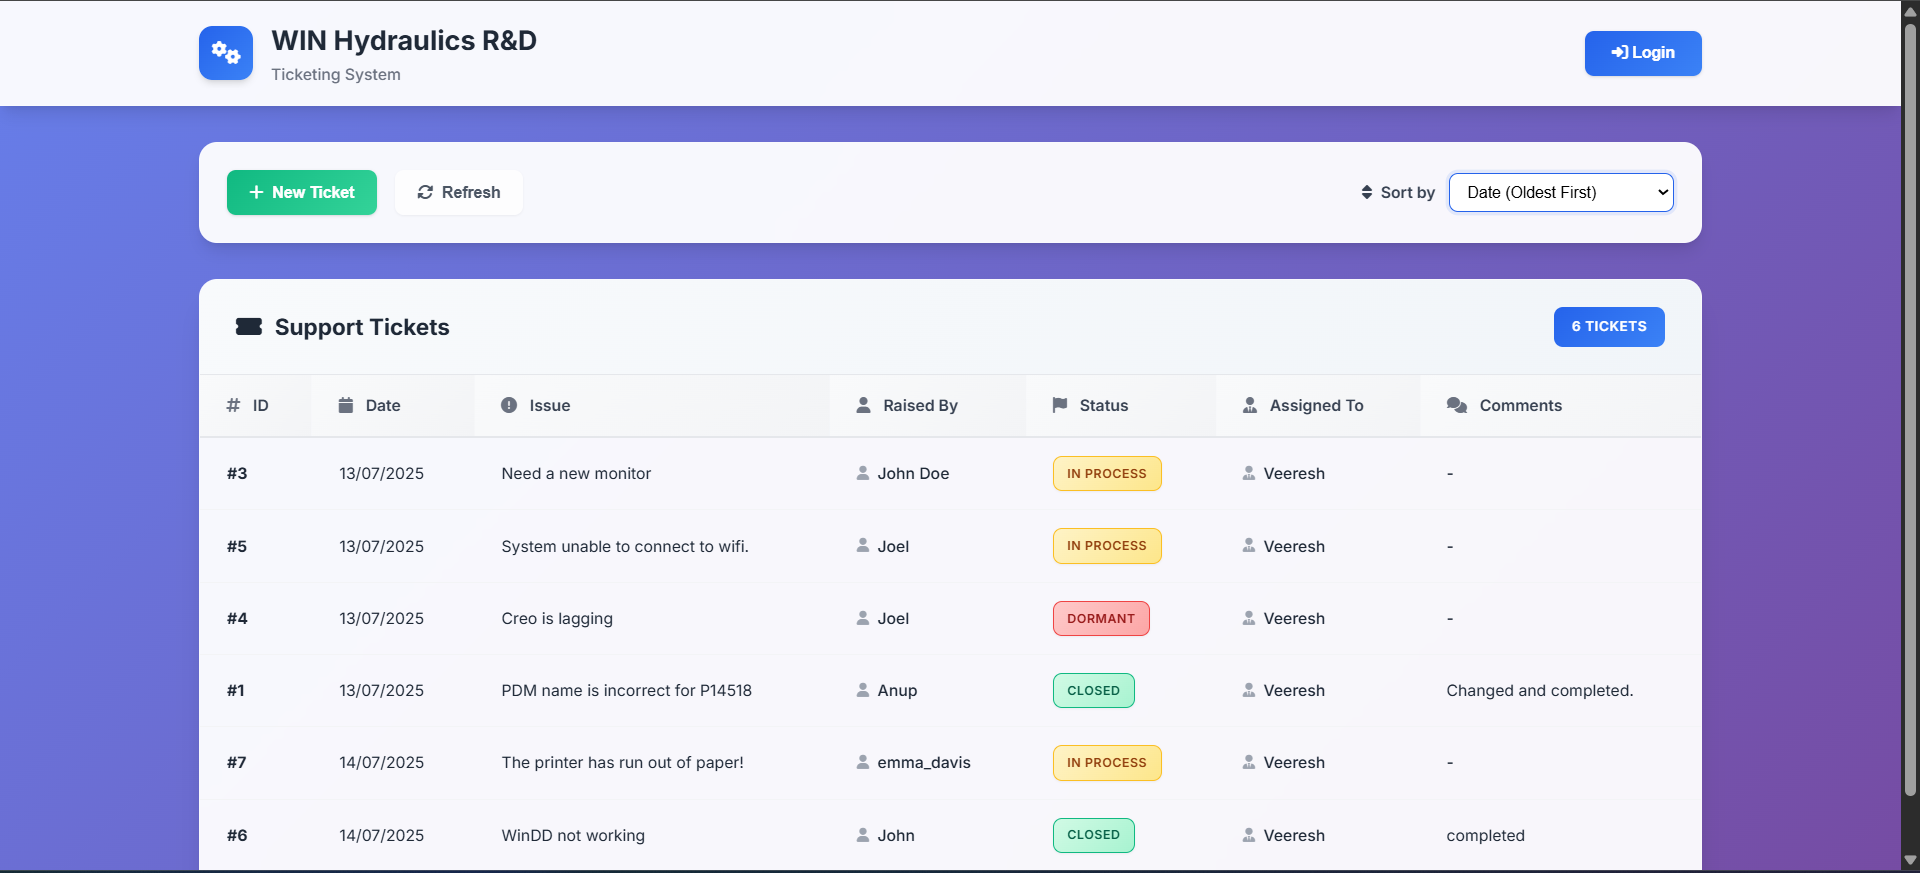 WIN Hydraulics R&D
Ticketing System
Login
New Ticket
Refresh
Sort by
Date (Oldest First)
Support Tickets
6 TICKETS
# ID Date Issue Raised By Status Assigned To Comments
#3 13/07/2025 Need a new monitor John Doe IN PROCESS Veeresh -
#5 13/07/2025 System unable to connect to wifi. Joel IN PROCESS Veeresh -
#4 13/07/2025 Creo is lagging Joel DORMANT Veeresh -
#1 13/07/2025 PDM name is incorrect for P14518 Anup CLOSED Veeresh Changed and completed.
#7 14/07/2025 The printer has run out of paper! emma_davis IN PROCESS Veeresh -
#6 14/07/2025 WinDD not working John CLOSED Veeresh completed